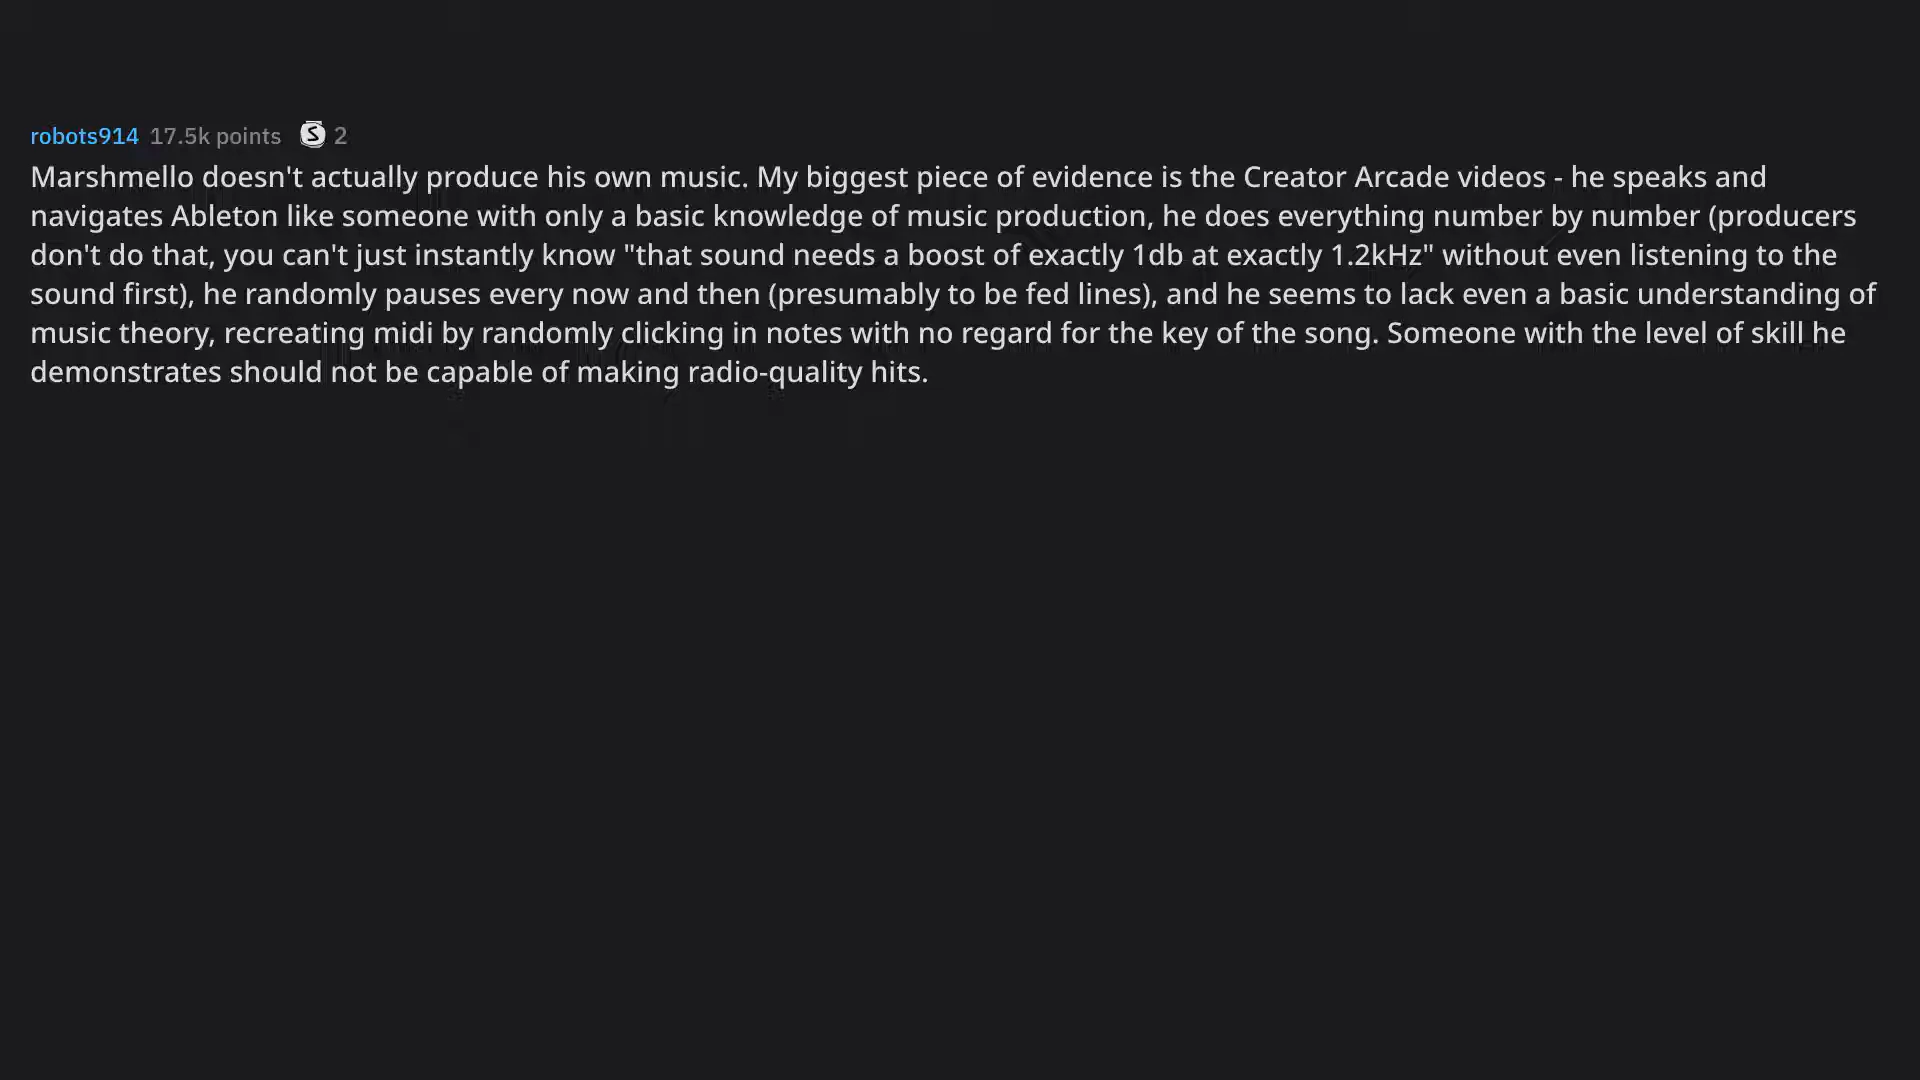 robots914 17.5k points S 2
Marshmello doesn't actually produce his own music. My biggest piece of evidence is the Creator Arcade videos - he speaks and
navigates Ableton like someone with only a basic knowledge of music production, he does everything number by number (producers
don't do that, you can't just instantly know "that sound needs a boost of exactly 1db at exactly 1.2kHz" without even listening to the
sound first), he randomly pauses every now and then (presumably to be fed lines), and he seems to lack even a basic understanding of
music theory, recreating midi by randomly clicking in notes with no regard for the key of the song. Someone with the level of skill he
demonstrates should not be capable of making radio-quality hits.